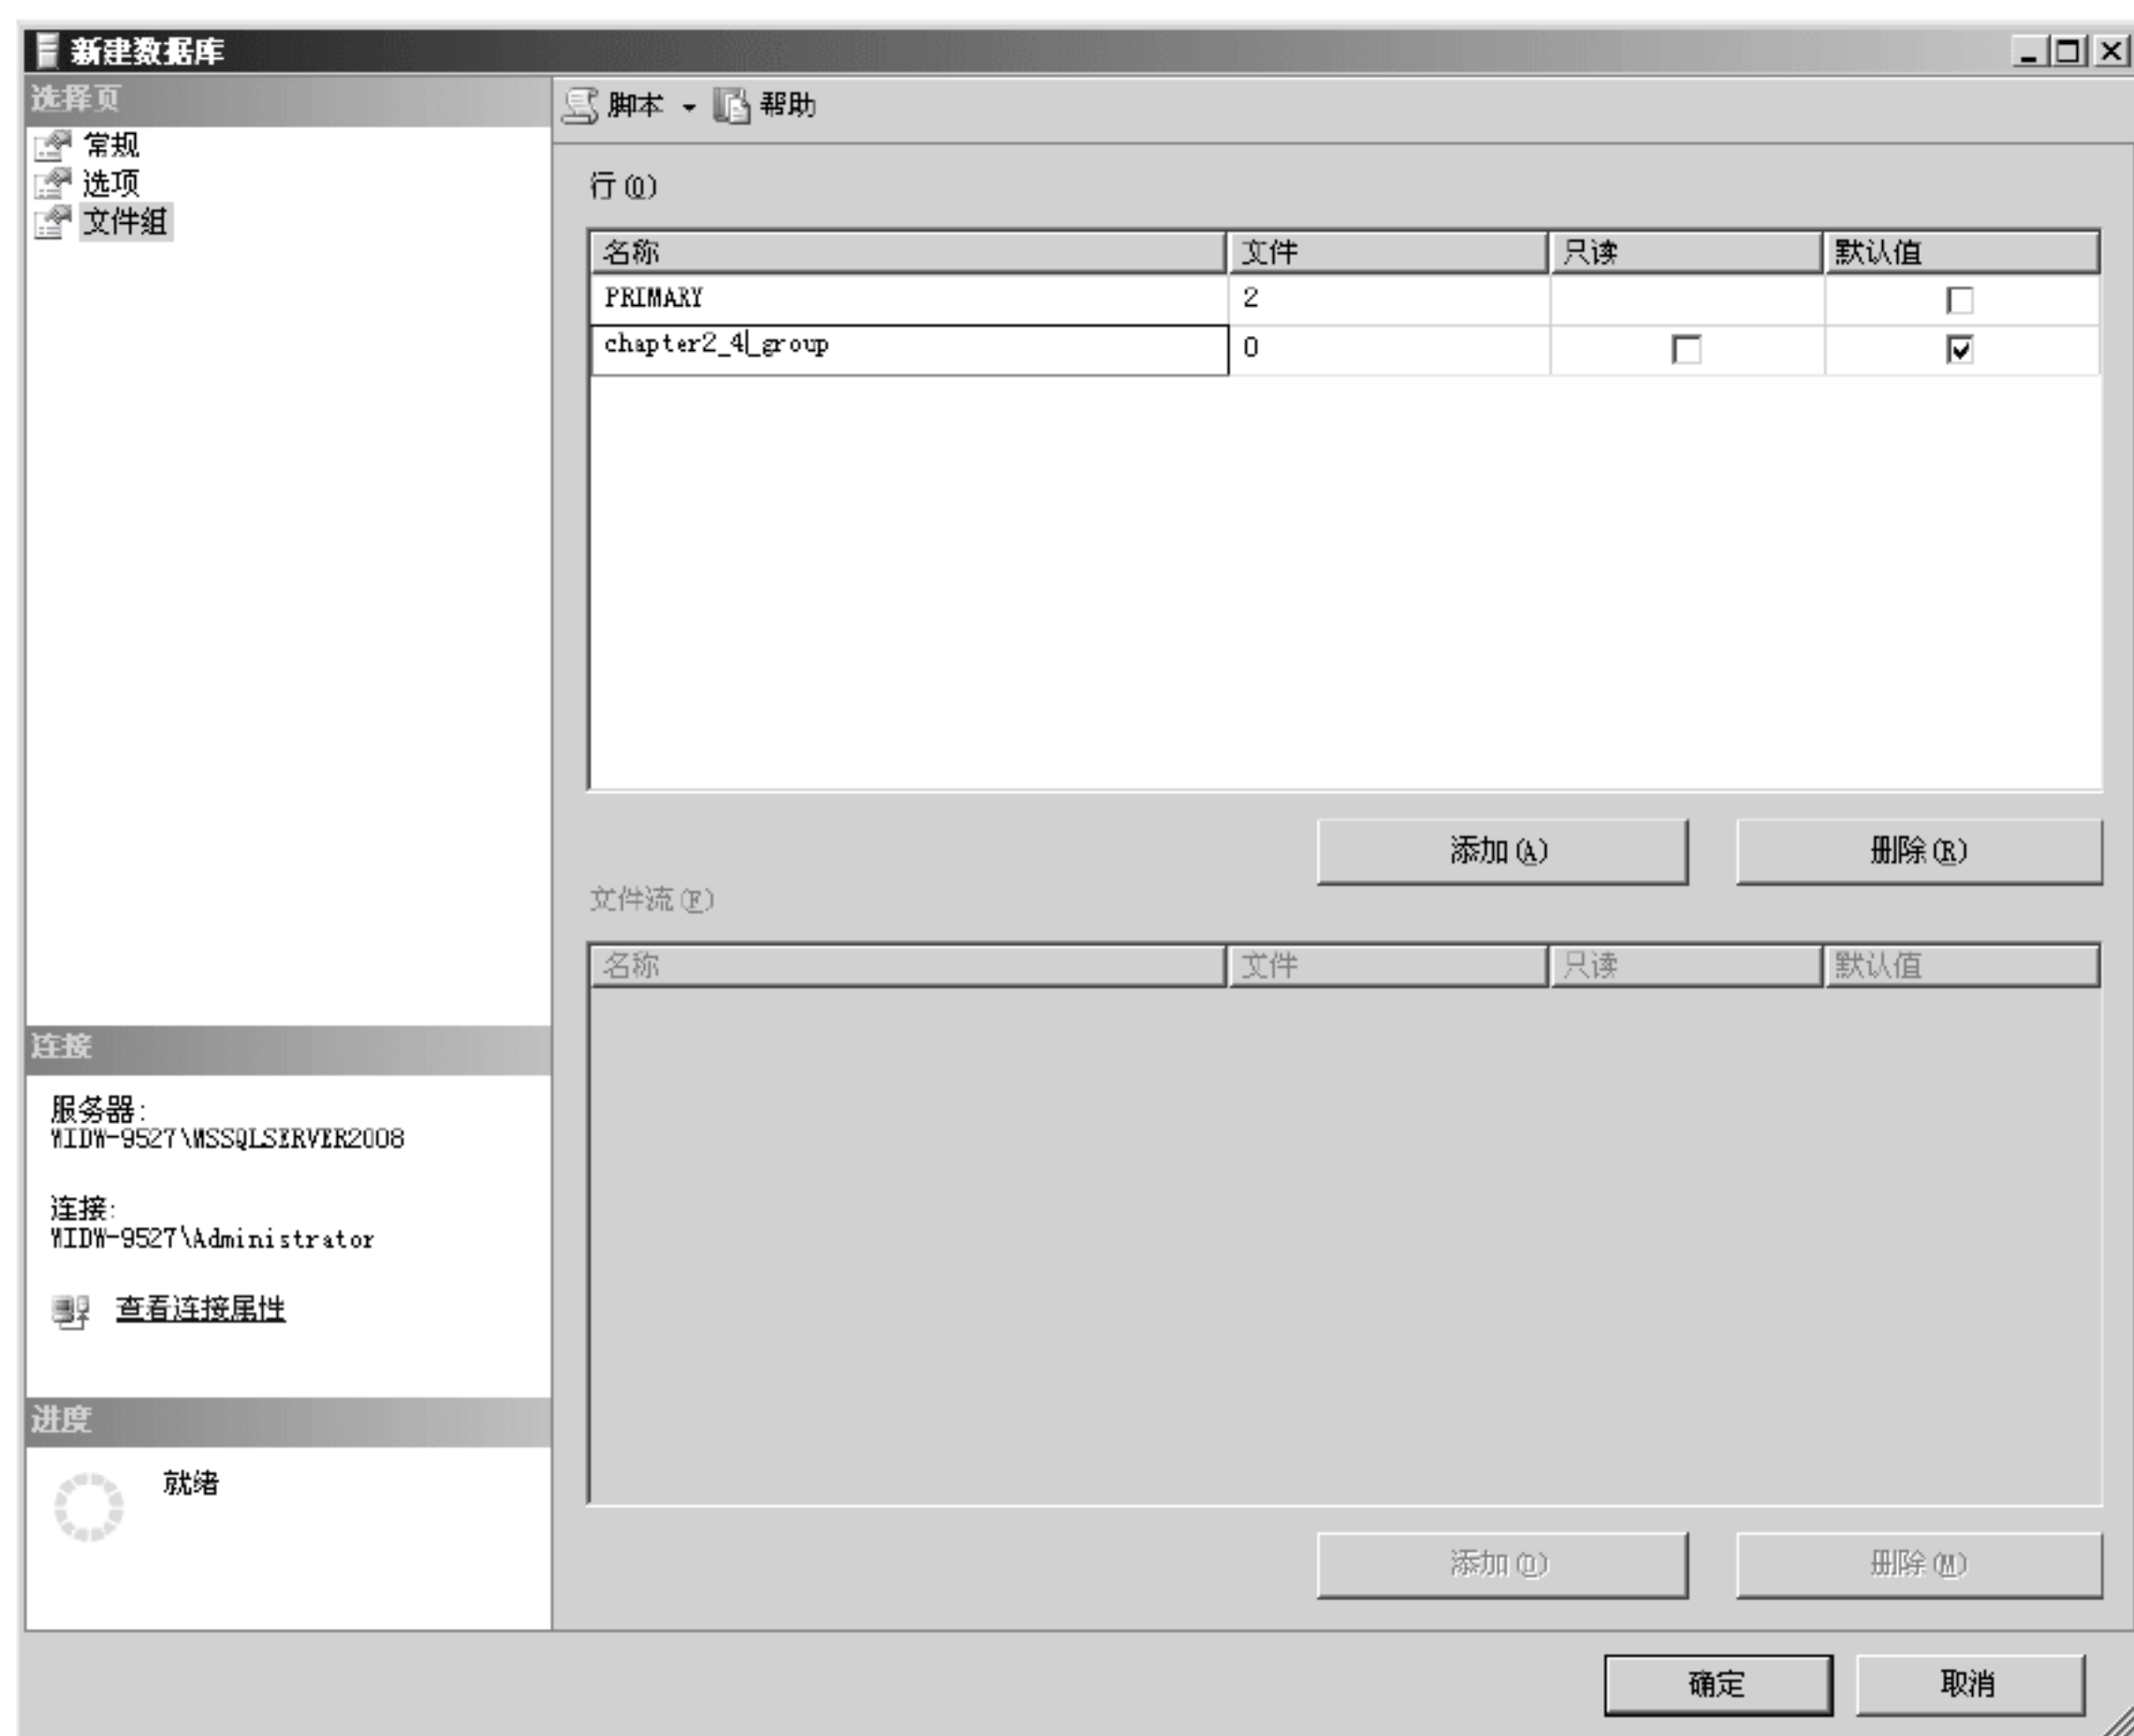 新建数据库
选择页
常规
选项
文件组
脚本 帮助
行(O)
名称 文件 只读 默认值
PRIMARY 2
chapter2_4_group 0
添加(A) 删除(R)
文件流(F)
名称 文件 只读 默认值
连接
服务器:
WIDW-9527\MSSQLSERVER2008
连接:
WIDW-9527\Administrator
查看连接属性
进度
就绪
添加(D) 删除(M)
确定 取消